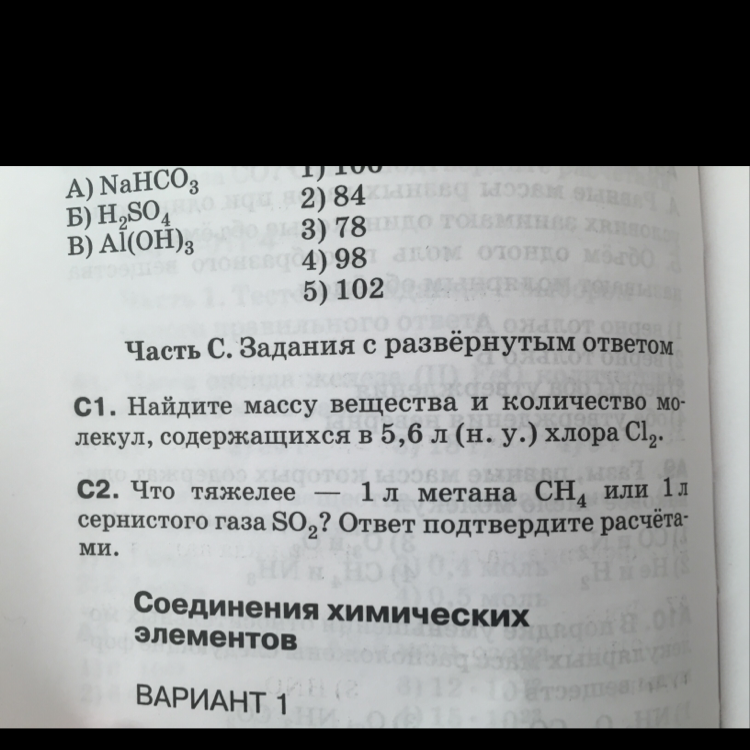 А) NaHCO₃
Б) H₂SO₄
В) Al(OH)₃
2) 84
3) 78
4) 98
5) 102
Часть С. Задания с развёрнутым ответом
С1. Найдите массу вещества и количество мо-
лекул, содержащихся в 5,6 л (н. у.) хлора Cl₂.
С2. Что тяжелее — 1 л метана CH₄ или 1 л
сернистого газа SO₂? Ответ подтвердите расчёта-
ми.
Соединения химических
элементов
ВАРИАНТ 1